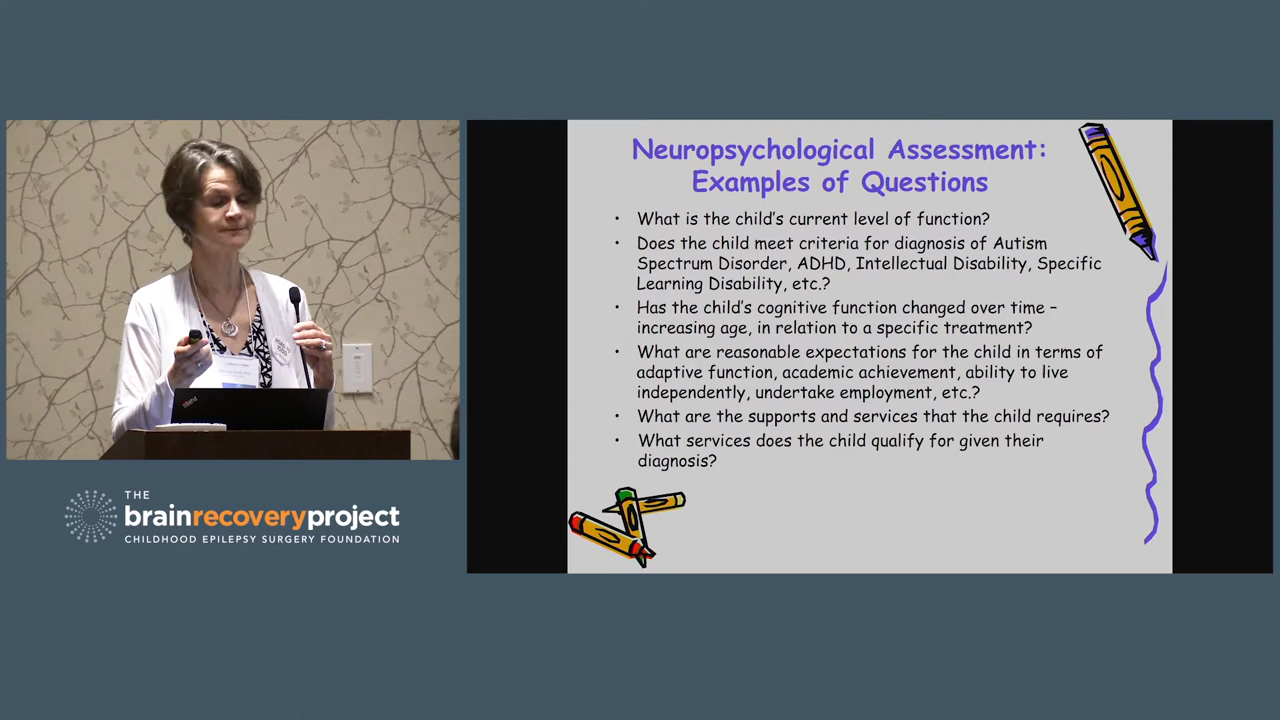 Neuropsychological Assessment:
Examples of Questions
• What is the child's current level of function?
• Does the child meet criteria for diagnosis of Autism
Spectrum Disorder, ADHD, Intellectual Disability, Specific
Learning Disability, etc.?
• Has the child's cognitive function changed over time –
increasing age, in relation to a specific treatment?
• What are reasonable expectations for the child in terms of
adaptive function, academic achievement, ability to live
independently, undertake employment, etc.?
• What are the supports and services that the child requires?
• What services does the child qualify for given their
diagnosis?
THE
brainrecoveryproject
CHILDHOOD EPILEPSY SURGERY FOUNDATION